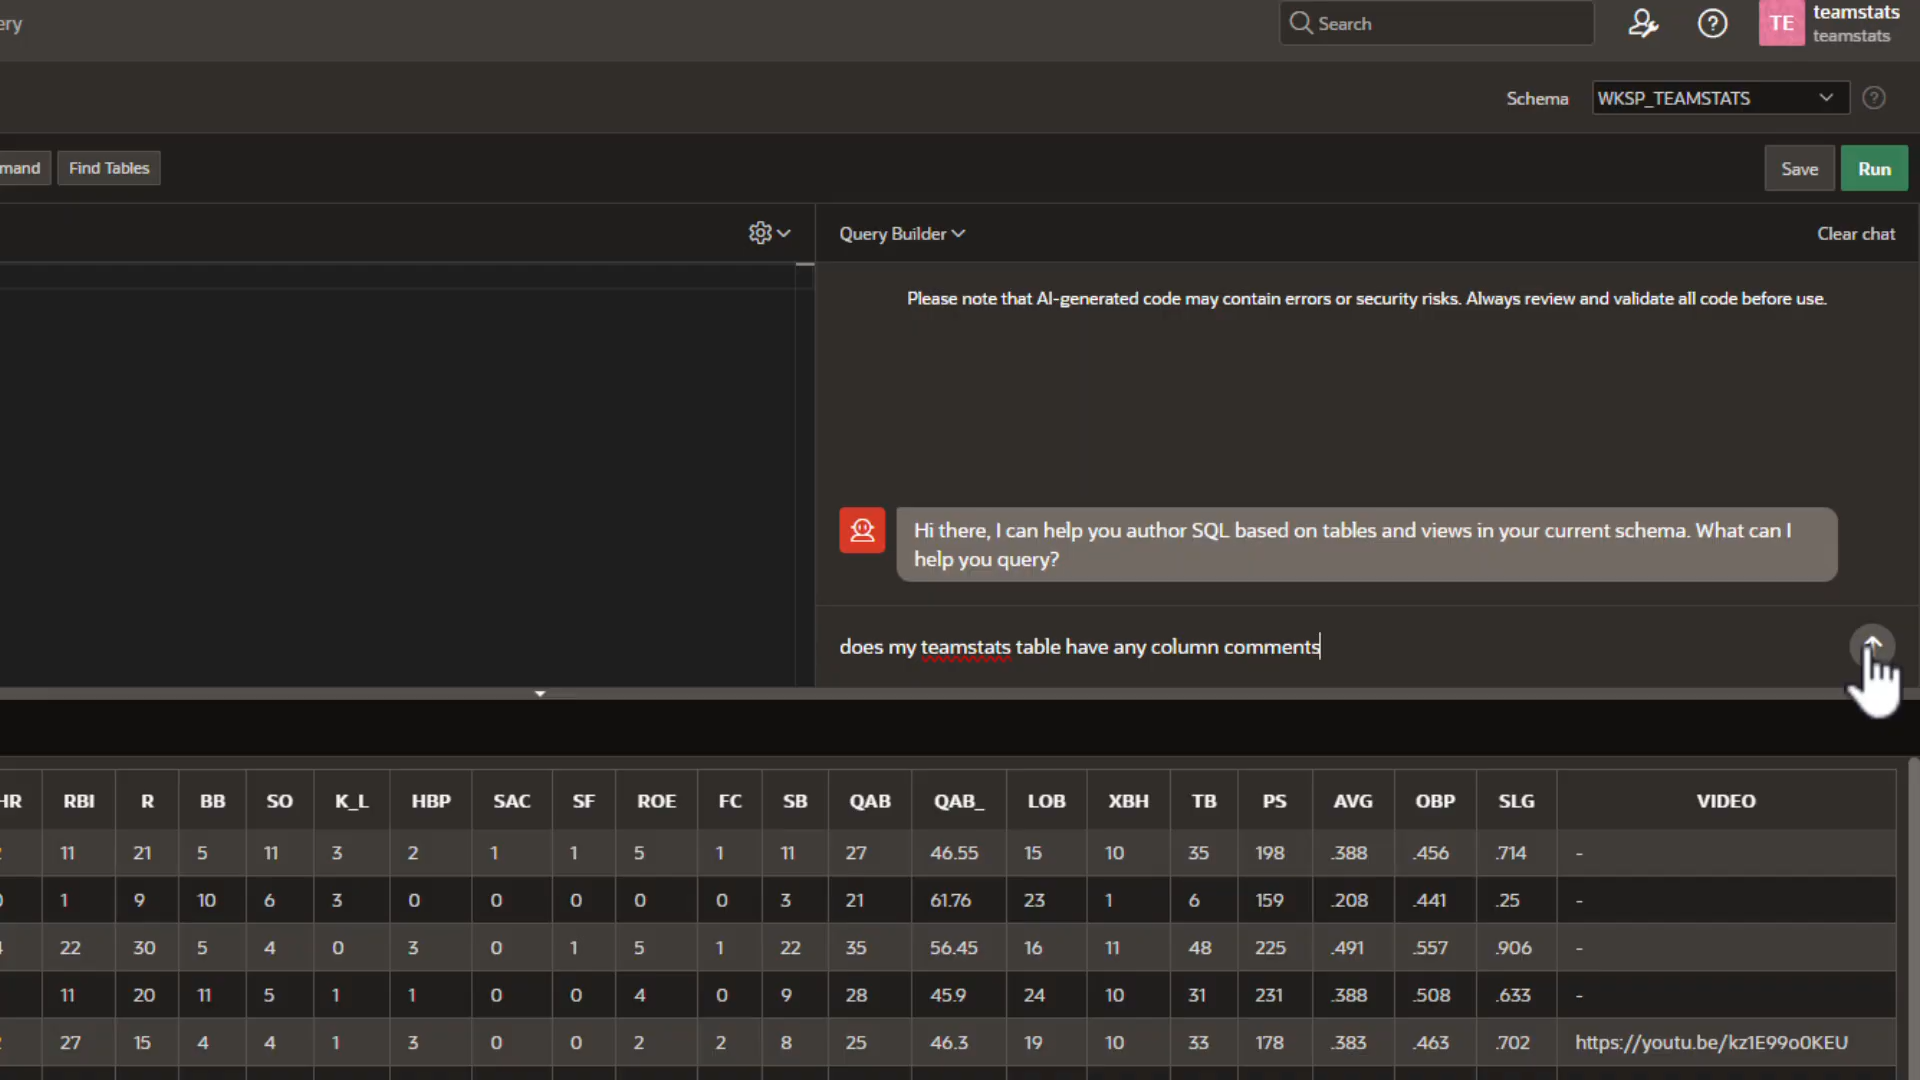 ery
Search
TE
teamstats
teamstats
Schema
WKSP_TEAMSTATS
mand
Find Tables
Save
Run
Query Builder
Clear chat
Please note that AI-generated code may contain errors or security risks. Always review and validate all code before use.
Hi there, I can help you author SQL based on tables and views in your current schema. What can I
help you query?
does my teamstats table have any column comments
HR RBI R BB SO K_L HBP SAC SF ROE FC SB QAB QAB_ LOB XBH TB PS AVG OBP SLG VIDEO
11 21 5 11 3 2 1 1 5 1 11 27 46.55 15 10 35 198 .388 .456 .714 -
1 9 10 6 3 0 0 0 0 0 3 21 61.76 23 1 6 159 .208 .441 .25 -
22 30 5 4 0 3 0 1 5 1 22 35 56.45 16 11 48 225 .491 .557 .906 -
11 20 11 5 1 1 0 0 4 0 9 28 45.9 24 10 31 231 .388 .508 .633 -
27 15 4 4 1 3 0 0 2 2 8 25 46.3 19 10 33 178 .383 .463 .702 https://youtu.be/kz1E99o0KEU